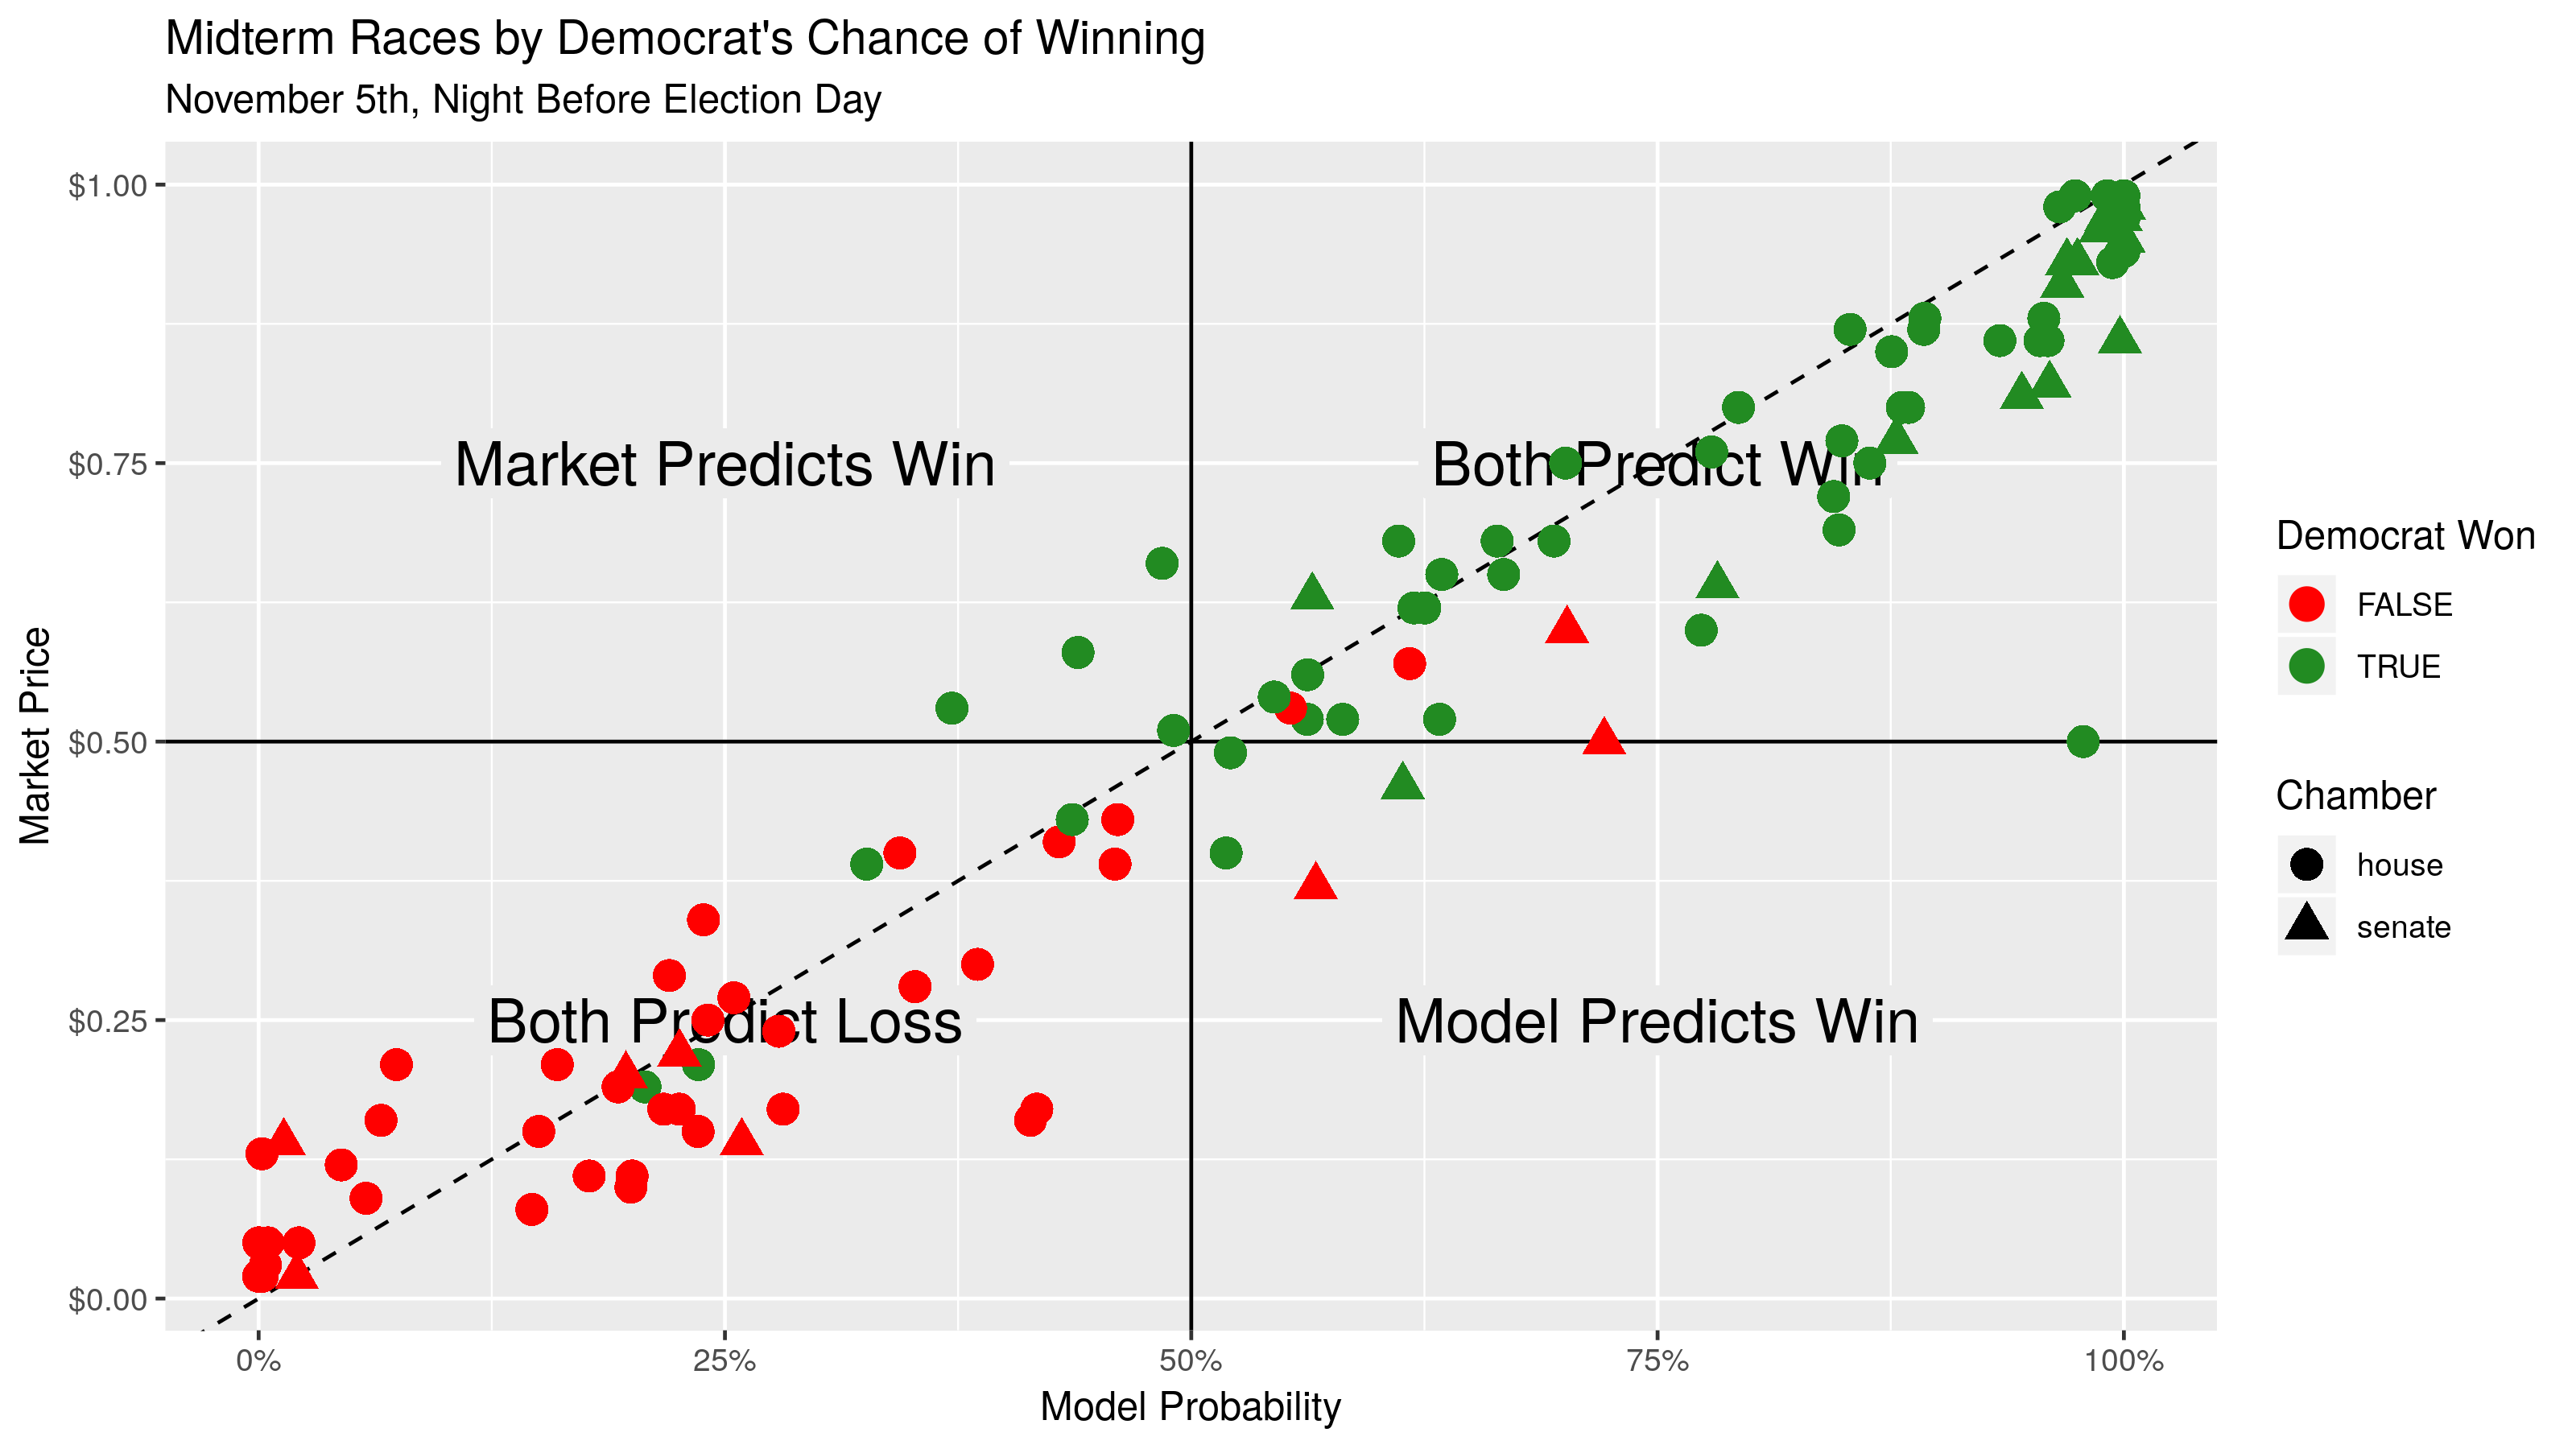 Midterm Races by Democrat's Chance of Winning
November 5th, Night Before Election Day
Market Price
$1.00
$0.75
$0.50
$0.25
$0.00
Market Predicts Win
Both Predict Win
Both Predict Loss
Model Predicts Win
0%
25%
50%
75%
100%
Model Probability
Democrat Won
FALSE
TRUE
Chamber
house
senate